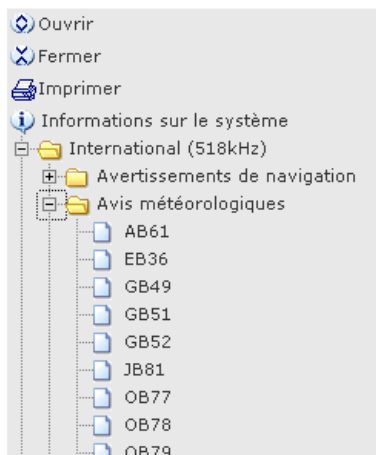 Ouvrir
Fermer
Imprimer
Informations sur le système
International (518kHz)
Avertissements de navigation
Avis météorologiques
AB61
EB36
GB49
GB51
GB52
JB81
OB77
OB78
OB79